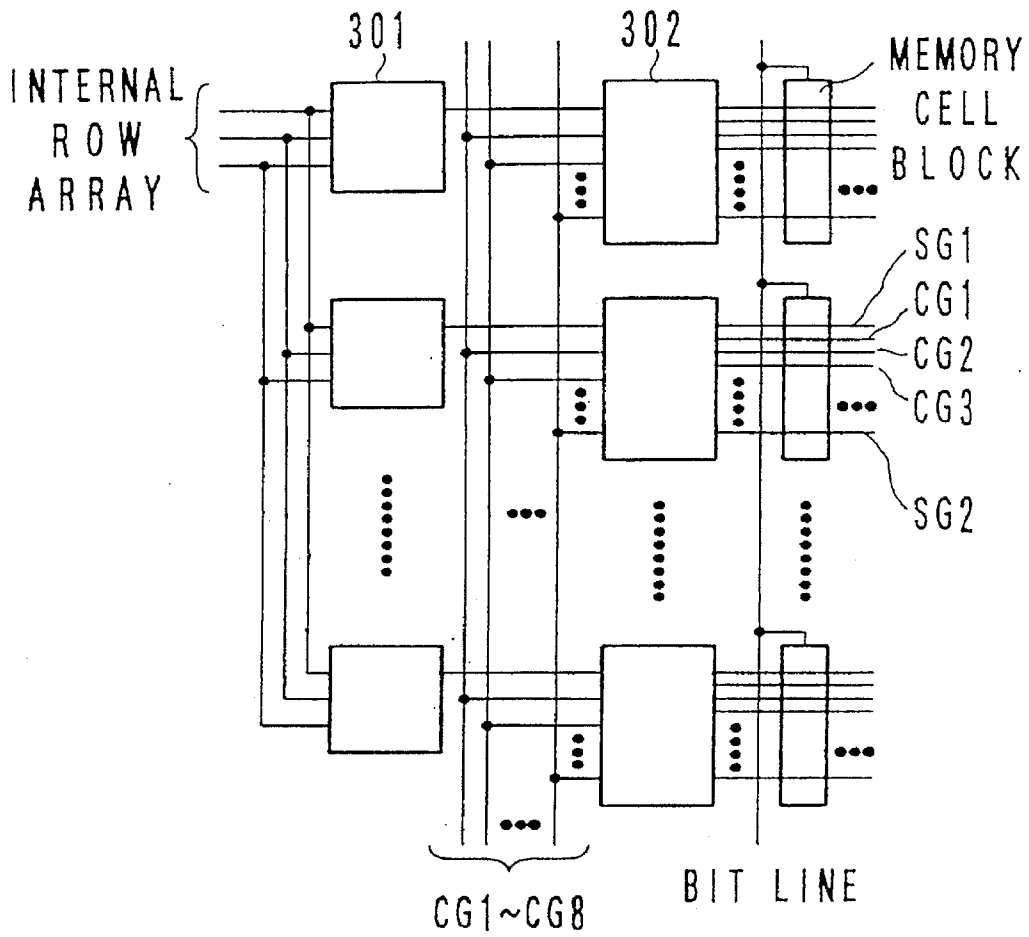 301
302
INTERNAL
ROW
ARRAY
MEMORY
CELL
BLOCK
SG1
CG1
CG2
CG3
SG2
CG1~CG8
BIT LINE